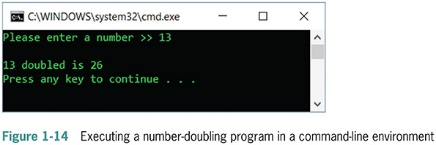 C:\WINDOWS\system32\cmd.exe
Please enter a number >> 13
13 doubled is 26
Press any key to continue . . .
Figure 1-14 Executing a number-doubling program in a command-line environment